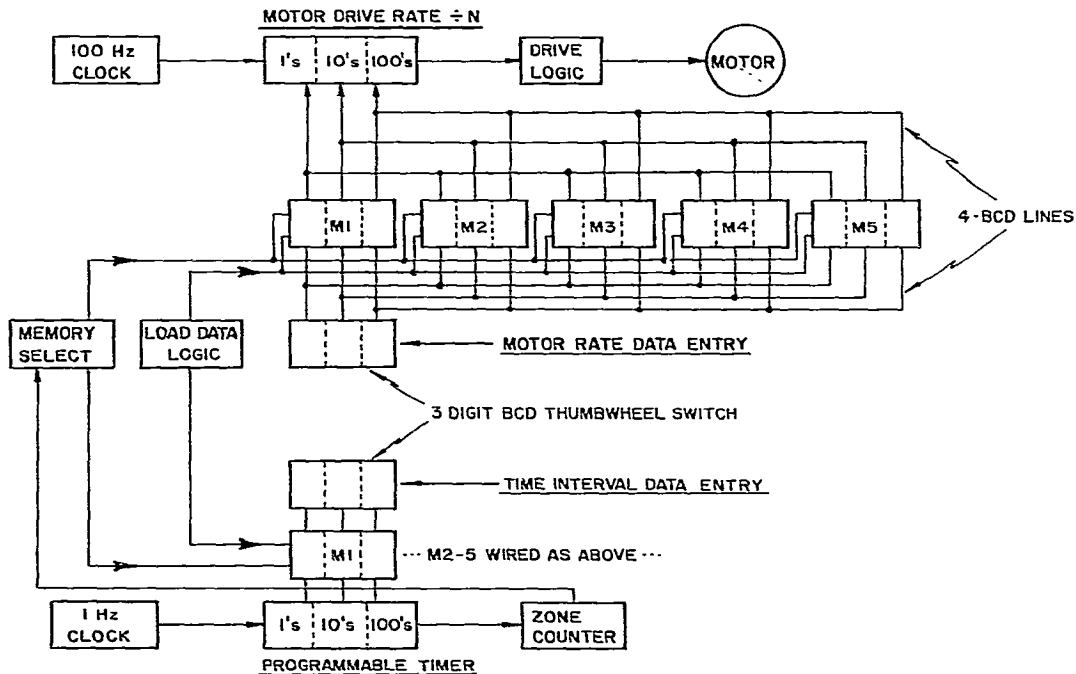 MOTOR DRIVE RATE ÷ N
100 Hz
CLOCK
1's 10's 100's
DRIVE
LOGIC
MOTOR
M1 M2 M3 M4 M5
4-BCD LINES
MEMORY
SELECT
LOAD DATA
LOGIC
MOTOR RATE DATA ENTRY
3 DIGIT BCD THUMBWHEEL SWITCH
TIME INTERVAL DATA ENTRY
M1
--- M2-5 WIRED AS ABOVE ---
1 Hz
CLOCK
1's 10's 100's
ZONE
COUNTER
PROGRAMMABLE TIMER